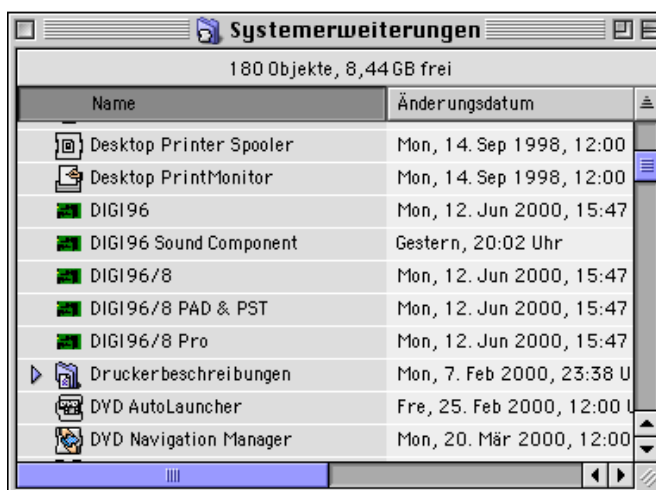 Systemerweiterungen
180 Objekte, 8,44 GB frei
Name Änderungsdatum
Desktop Printer Spooler Mon, 14. Sep 1998, 12:00
Desktop PrintMonitor Mon, 14. Sep 1998, 12:00
DIGI96 Mon, 12. Jun 2000, 15:47
DIGI96 Sound Component Gestern, 20:02 Uhr
DIGI96/8 Mon, 12. Jun 2000, 15:47
DIGI96/8 PAD & PST Mon, 12. Jun 2000, 15:47
DIGI96/8 Pro Mon, 12. Jun 2000, 15:47
Druckerbeschreibungen Mon, 7. Feb 2000, 23:38 U
DVD AutoLauncher Fre, 25. Feb 2000, 12:00 U
DVD Navigation Manager Mon, 20. Mär 2000, 12:00